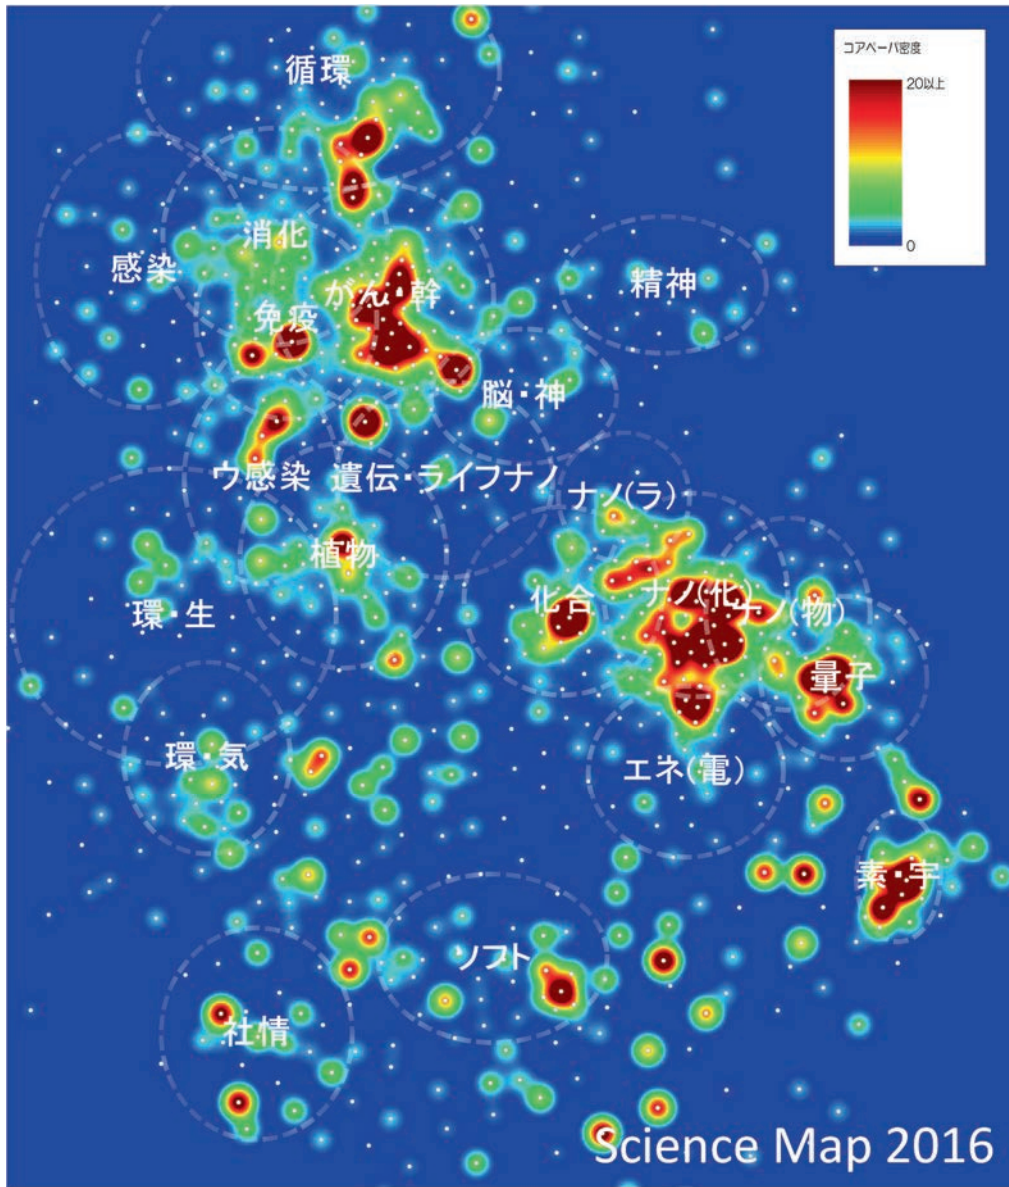 コアペーパ密度
20以上
0
循環
消化
感染
がん・幹
精神
免疫
脳・神
ウ感染
遺伝・ライフナノ
ナノ(ラ)
植物
化合
ナノ(化)
ナノ(物)
環・生
量子
環・気
エネ(電)
素・宇
ソフト
社情
Science Map 2016